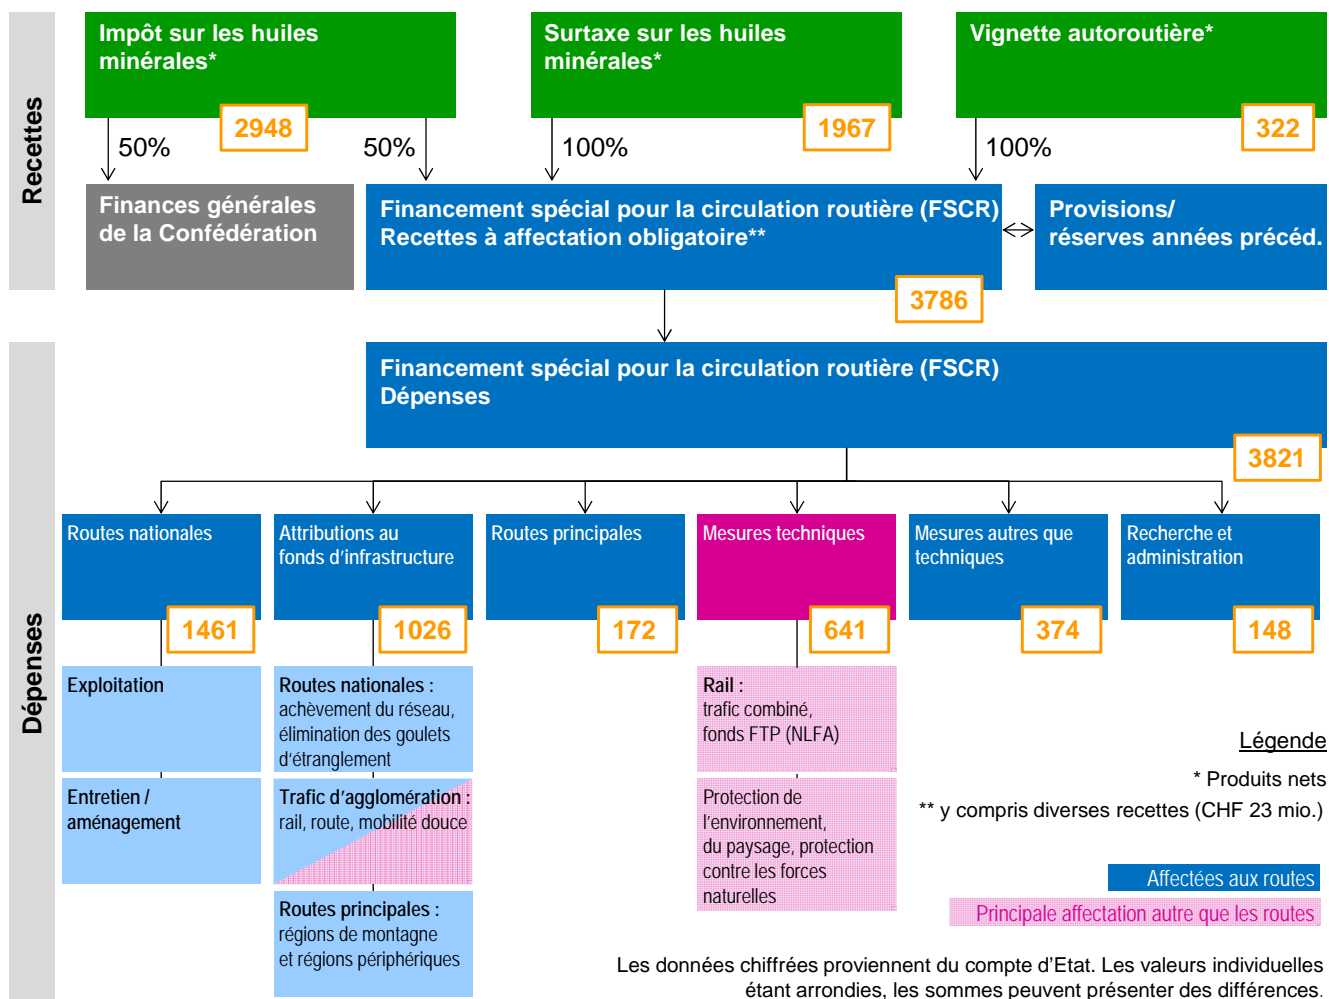 Recettes
Impôt sur les huiles
minérales*
2948
Surtaxe sur les huiles
minérales*
1967
Vignette autoroutière*
322
50%
50%
100%
100%
Finances générales
de la Confédération
Financement spécial pour la circulation routière (FSCR)
Recettes à affectation obligatoire**
3786
Provisions/
réserves années précéd.
Dépenses
Financement spécial pour la circulation routière (FSCR)
Dépenses
3821
Routes nationales
1461
Attributions au
fonds d'infrastructure
1026
Routes principales
172
Mesures techniques
641
Mesures autres que
techniques
374
Recherche et
administration
148
Exploitation
Entretien /
aménagement
Routes nationales :
achèvement du réseau,
élimination des goulets
d'étranglement
Trafic d'agglomération :
rail, route, mobilité douce
Routes principales :
régions de montagne
et régions périphériques
Rail :
trafic combiné,
fonds FTP (NLFA)
Protection de
l'environnement,
du paysage, protection
contre les forces
naturelles
Légende
* Produits nets
** y compris diverses recettes (CHF 23 mio.)
Affectées aux routes
Principale affectation autre que les routes
Les données chiffrées proviennent du compte d'Etat. Les valeurs individuelles
étant arrondies, les sommes peuvent présenter des différences.